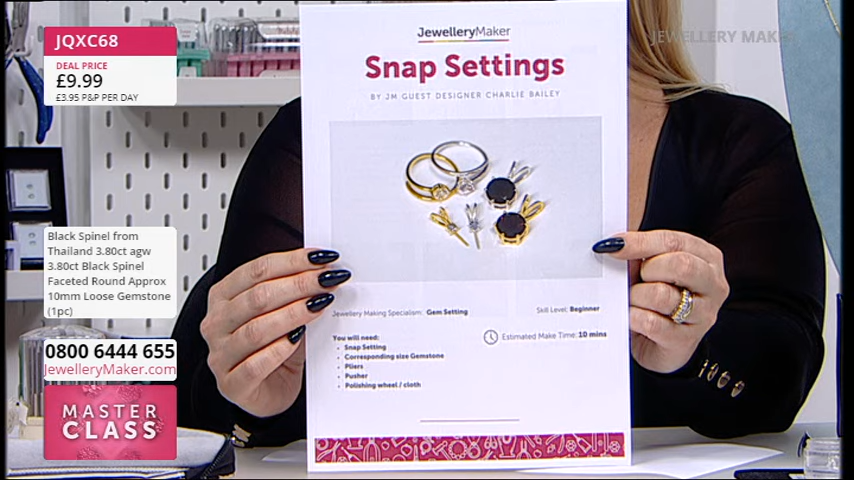 JQXC68
DEAL PRICE
£9.99
£3.95 P&P PER DAY
JewelleryMaker
Snap Settings
BY JM GUEST DESIGNER CHARLIE BAILEY
JEWELLERY MAKER
Black Spinel from
Thailand 3.80ct agw
3.80ct Black Spinel
Faceted Round Approx
10mm Loose Gemstone
(1pc)
Jewellery Making Specialism: Gem Setting
Skill Level: Beginner
You will need:
• Snap Setting
• Corresponding size Gemstone
• Pliers
• Pusher
• Polishing wheel / cloth
Estimated Make Time: 10 mins
0800 6444 655
JewelleryMaker.com
MASTER
CLASS